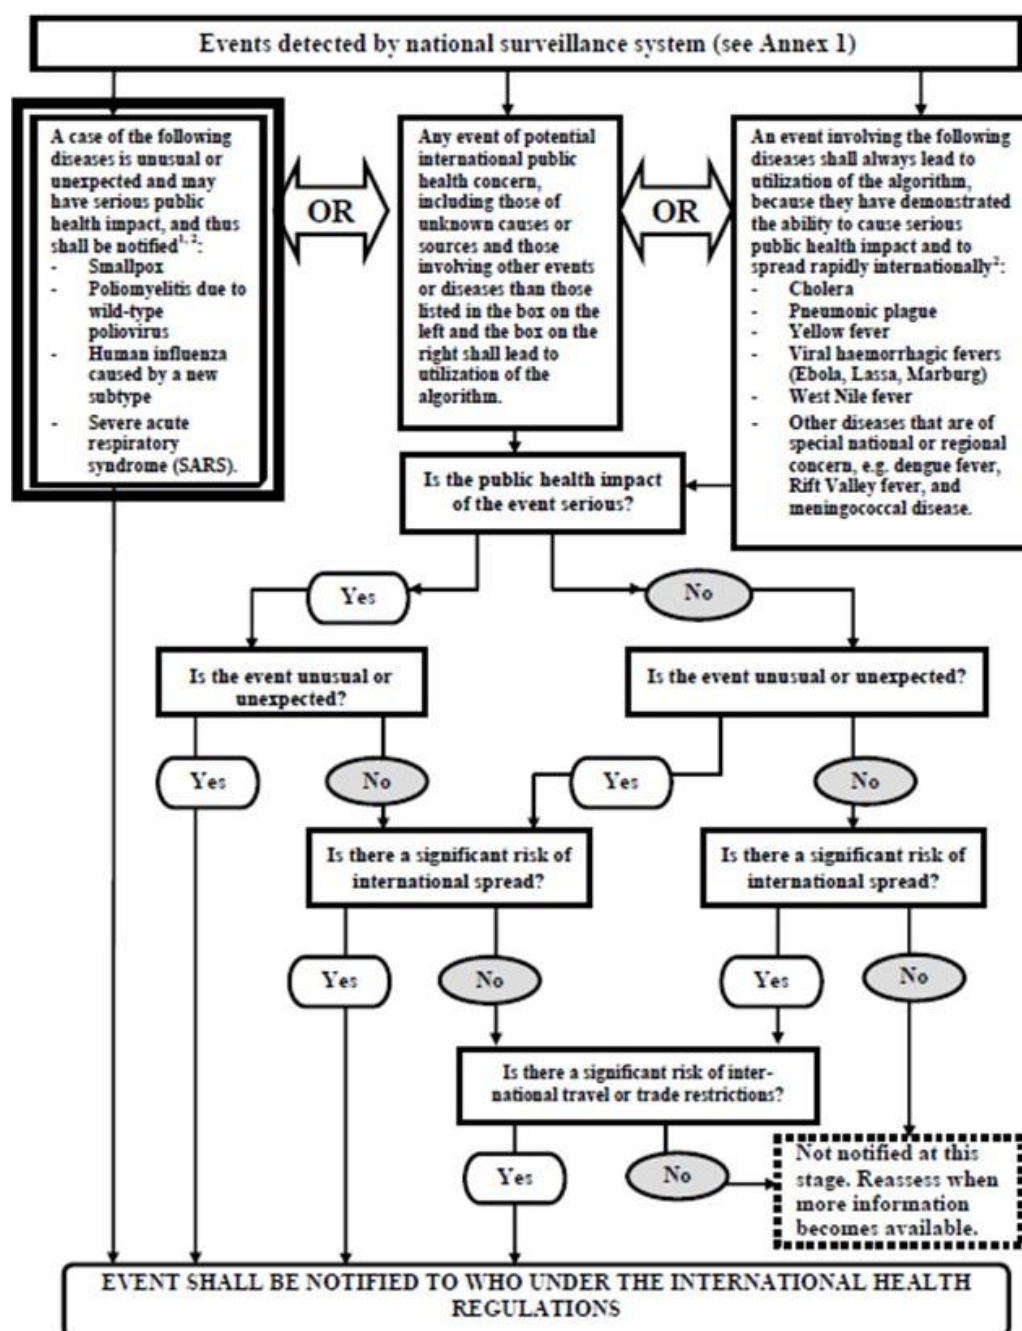 Events detected by national surveillance system (see Annex 1)
A case of the following
diseases is unusual or
unexpected and may
have serious public
health impact, and thus
shall be notified1, 2:
- Smallpox
- Poliomyelitis due to
wild-type
poliovirus
- Human influenza
caused by a new
subtype
- Severe acute
respiratory
syndrome (SARS).
OR
Any event of potential
international public
health concern,
including those of
unknown causes or
sources and those
involving other events
or diseases than those
listed in the box on the
left and the box on the
right shall lead to
utilization of the
algorithm.
OR
An event involving the following
diseases shall always lead to
utilization of the algorithm,
because they have demonstrated
the ability to cause serious
public health impact and to
spread rapidly internationally2:
- Cholera
- Pneumonic plague
- Yellow fever
- Viral haemorrhagic fevers
(Ebola, Lassa, Marburg)
- West Nile fever
- Other diseases that are of
special national or regional
concern, e.g. dengue fever,
Rift Valley fever, and
meningococcal disease.
Is the public health impact
of the event serious?
Yes
No
Is the event unusual or
unexpected?
Is the event unusual or unexpected?
Yes
No
Yes
No
Is there a significant risk of
international spread?
Is there a significant risk of
international spread?
Yes
No
Yes
No
Is there a significant risk of inter-
national travel or trade restrictions?
Yes
No
Not notified at this
stage. Reassess when
more information
becomes available.
EVENT SHALL BE NOTIFIED TO WHO UNDER THE INTERNATIONAL HEALTH
REGULATIONS